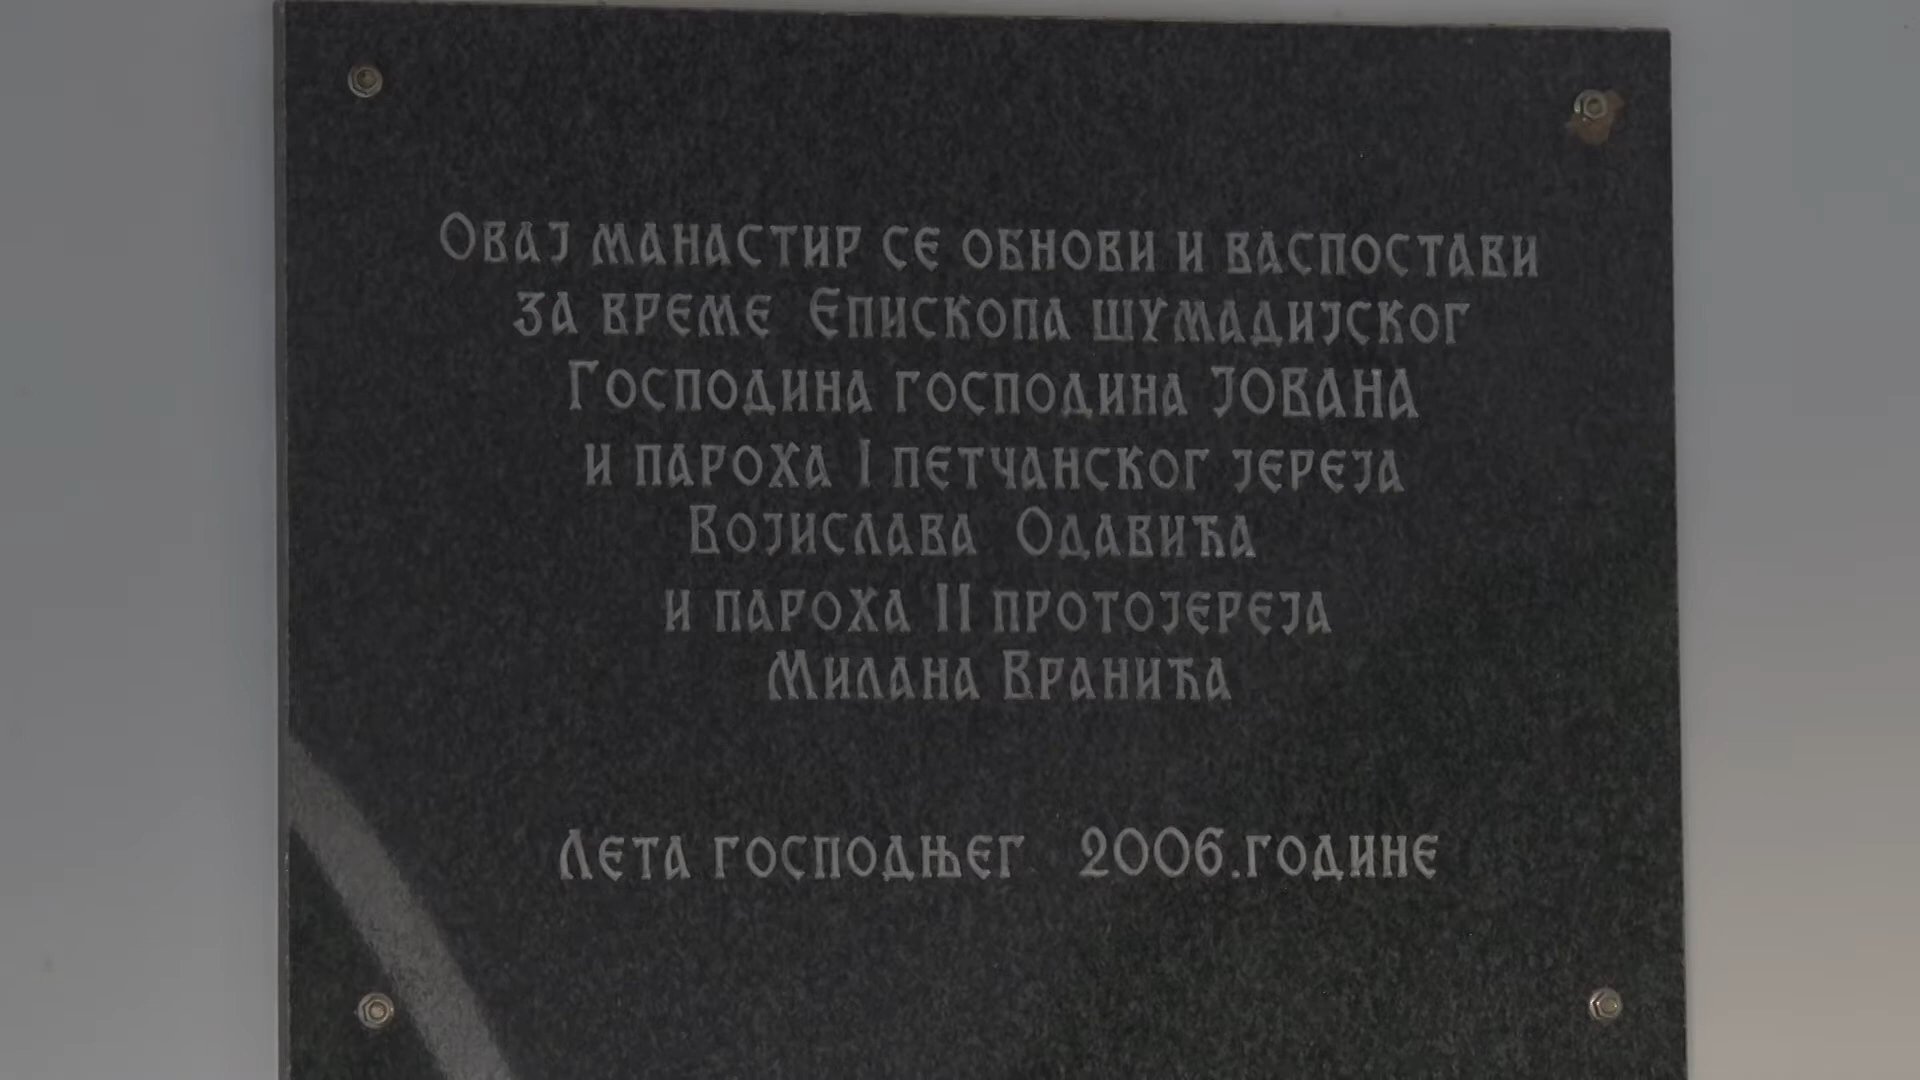 Овај манастир се обнови и васпостави
за време Епископа шумадијског
Господина господина ЈОВАНА
и пароха I петчанског јереја
Војислава Одавића
и пароха II протојереја
Милана Вранића
Лета господњег 2006.године